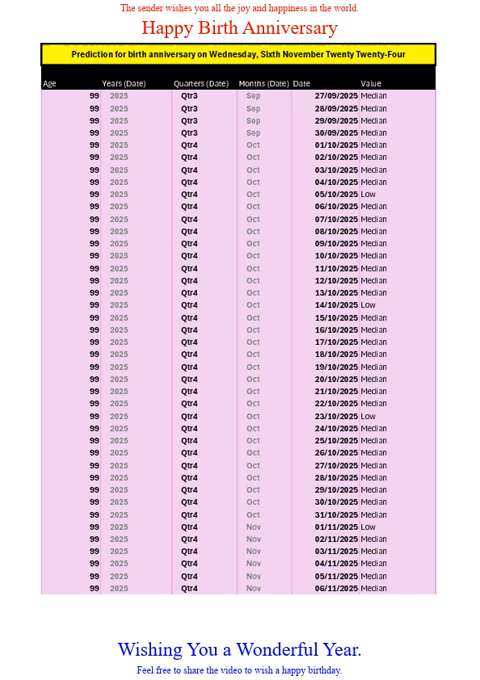 The sender wishes you all the joy and happiness in the world.
Happy Birth Anniversary
Prediction for birth anniversary on Wednesday, Sixth November Twenty Twenty-Four
Age Years (Date) Quarters (Date) Months (Date) Date Value
99 2025 Qtr3 Sep 27/09/2025 Median
99 2025 Qtr3 Sep 28/09/2025 Median
99 2025 Qtr3 Sep 29/09/2025 Median
99 2025 Qtr3 Sep 30/09/2025 Median
99 2025 Qtr4 Oct 01/10/2025 Median
99 2025 Qtr4 Oct 02/10/2025 Median
99 2025 Qtr4 Oct 03/10/2025 Median
99 2025 Qtr4 Oct 04/10/2025 Median
99 2025 Qtr4 Oct 05/10/2025 Low
99 2025 Qtr4 Oct 06/10/2025 Median
99 2025 Qtr4 Oct 07/10/2025 Median
99 2025 Qtr4 Oct 08/10/2025 Median
99 2025 Qtr4 Oct 09/10/2025 Median
99 2025 Qtr4 Oct 10/10/2025 Median
99 2025 Qtr4 Oct 11/10/2025 Median
99 2025 Qtr4 Oct 12/10/2025 Median
99 2025 Qtr4 Oct 13/10/2025 Median
99 2025 Qtr4 Oct 14/10/2025 Low
99 2025 Qtr4 Oct 15/10/2025 Median
99 2025 Qtr4 Oct 16/10/2025 Median
99 2025 Qtr4 Oct 17/10/2025 Median
99 2025 Qtr4 Oct 18/10/2025 Median
99 2025 Qtr4 Oct 19/10/2025 Median
99 2025 Qtr4 Oct 20/10/2025 Median
99 2025 Qtr4 Oct 21/10/2025 Median
99 2025 Qtr4 Oct 22/10/2025 Median
99 2025 Qtr4 Oct 23/10/2025 Low
99 2025 Qtr4 Oct 24/10/2025 Median
99 2025 Qtr4 Oct 25/10/2025 Median
99 2025 Qtr4 Oct 26/10/2025 Median
99 2025 Qtr4 Oct 27/10/2025 Median
99 2025 Qtr4 Oct 28/10/2025 Median
99 2025 Qtr4 Oct 29/10/2025 Median
99 2025 Qtr4 Oct 30/10/2025 Median
99 2025 Qtr4 Oct 31/10/2025 Median
99 2025 Qtr4 Nov 01/11/2025 Low
99 2025 Qtr4 Nov 02/11/2025 Median
99 2025 Qtr4 Nov 03/11/2025 Median
99 2025 Qtr4 Nov 04/11/2025 Median
99 2025 Qtr4 Nov 05/11/2025 Median
99 2025 Qtr4 Nov 06/11/2025 Median
Wishing You a Wonderful Year.
Feel free to share the video to wish a happy birthday.